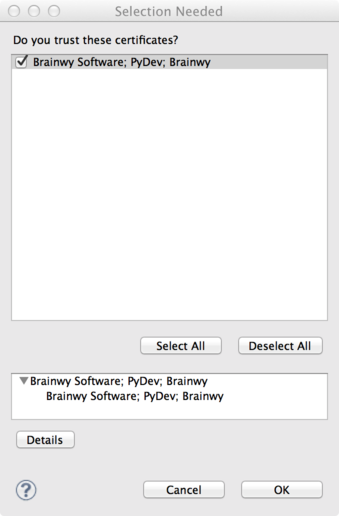 Selection Needed
Do you trust these certificates?
Brainwy Software; PyDev; Brainwy
Select All
Deselect All
Brainwy Software; PyDev; Brainwy
Brainwy Software; PyDev; Brainwy
Details
?
Cancel
OK